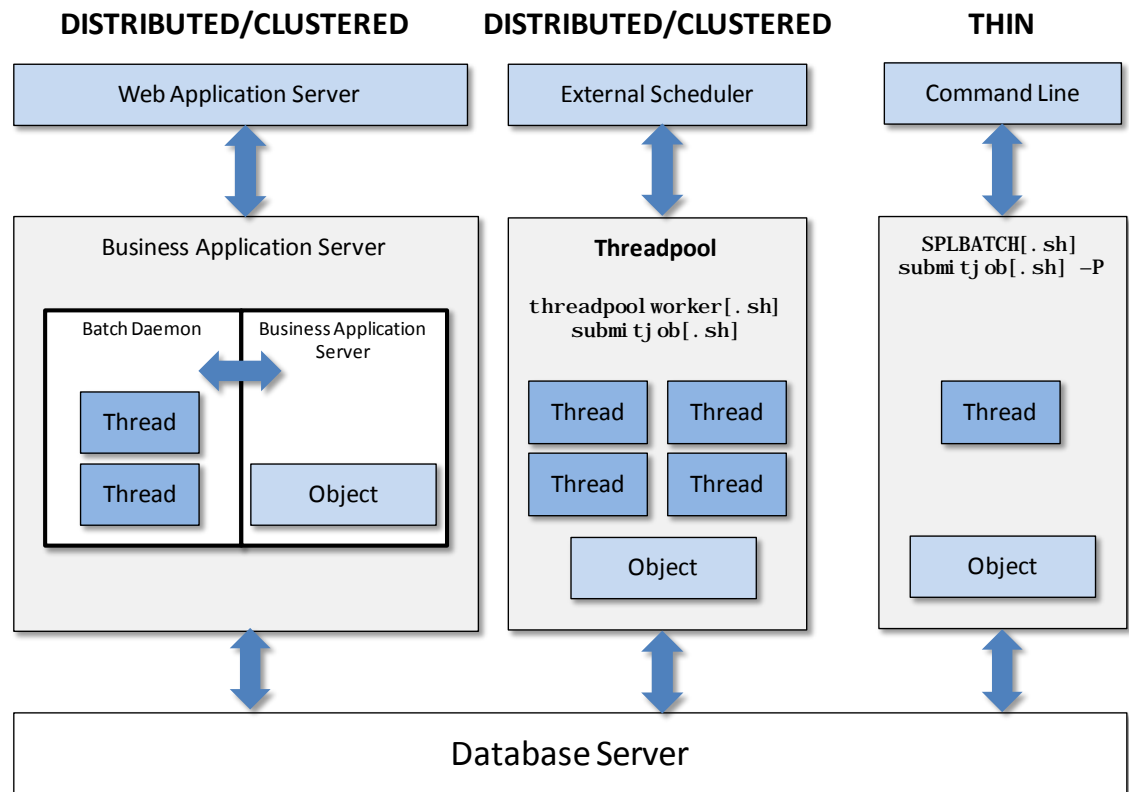 DISTRIBUTED/CLUSTERED
DISTRIBUTED/CLUSTERED
THIN
Web Application Server
External Scheduler
Command Line
Business Application Server
Batch Daemon
Business Application
Server
Thread
Thread
Object
Threadpool
threadpoolworker[.sh]
submitjob[.sh]
Thread
Thread
Thread
Thread
Object
SPLBATCH[.sh]
submitjob[.sh] –P
Thread
Object
Database Server